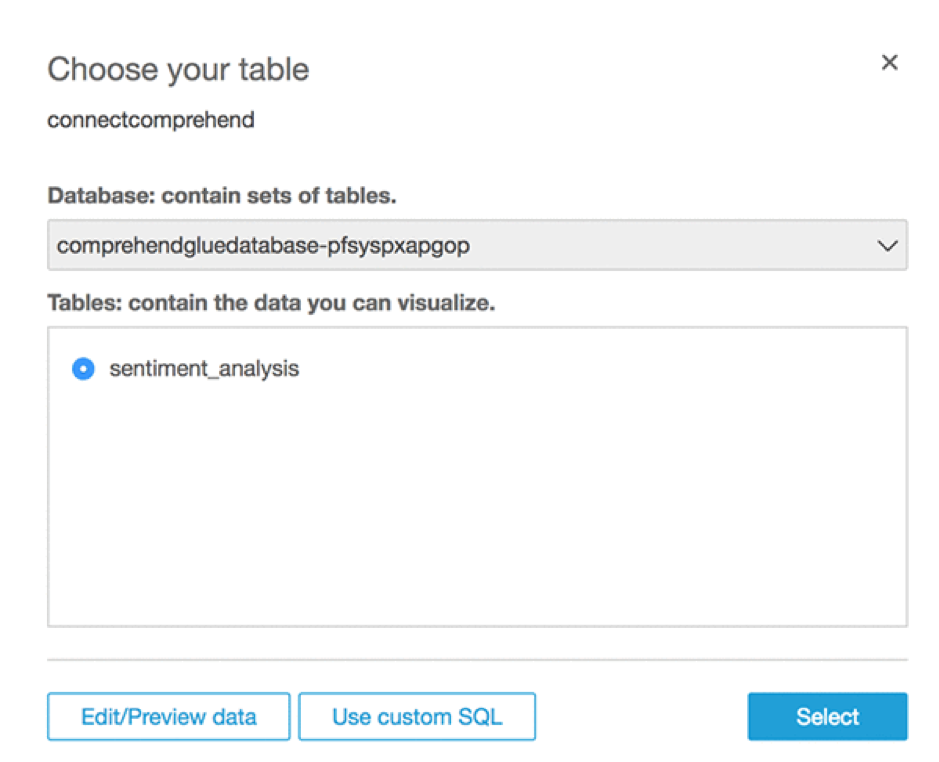 Choose your table
connectcomprehend
Database: contain sets of tables.
comprehendgluedatabase-pfsyspxapgop
Tables: contain the data you can visualize.
sentiment_analysis
Edit/Preview data
Use custom SQL
Select